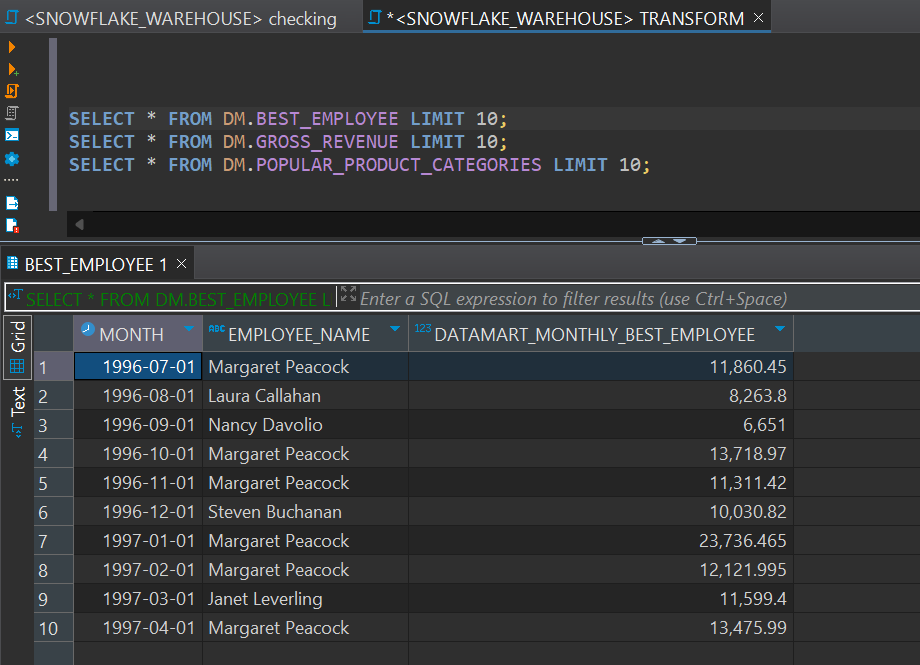 <SNOWFLAKE_WAREHOUSE> checking
*<SNOWFLAKE_WAREHOUSE> TRANSFORM
SELECT * FROM DM.BEST_EMPLOYEE LIMIT 10;
SELECT * FROM DM.GROSS_REVENUE LIMIT 10;
SELECT * FROM DM.POPULAR_PRODUCT_CATEGORIES LIMIT 10;
BEST_EMPLOYEE 1
SELECT * FROM DM.BEST_EMPLOYEE L Enter a SQL expression to filter results (use Ctrl+Space)
Grid
Text
MONTH ABC EMPLOYEE_NAME 123 DATAMART_MONTHLY_BEST_EMPLOYEE
1 1996-07-01 Margaret Peacock 11,860.45
2 1996-08-01 Laura Callahan 8,263.8
3 1996-09-01 Nancy Davolio 6,651
4 1996-10-01 Margaret Peacock 13,718.97
5 1996-11-01 Margaret Peacock 11,311.42
6 1996-12-01 Steven Buchanan 10,030.82
7 1997-01-01 Margaret Peacock 23,736.465
8 1997-02-01 Margaret Peacock 12,121.995
9 1997-03-01 Janet Leverling 11,599.4
10 1997-04-01 Margaret Peacock 13,475.99